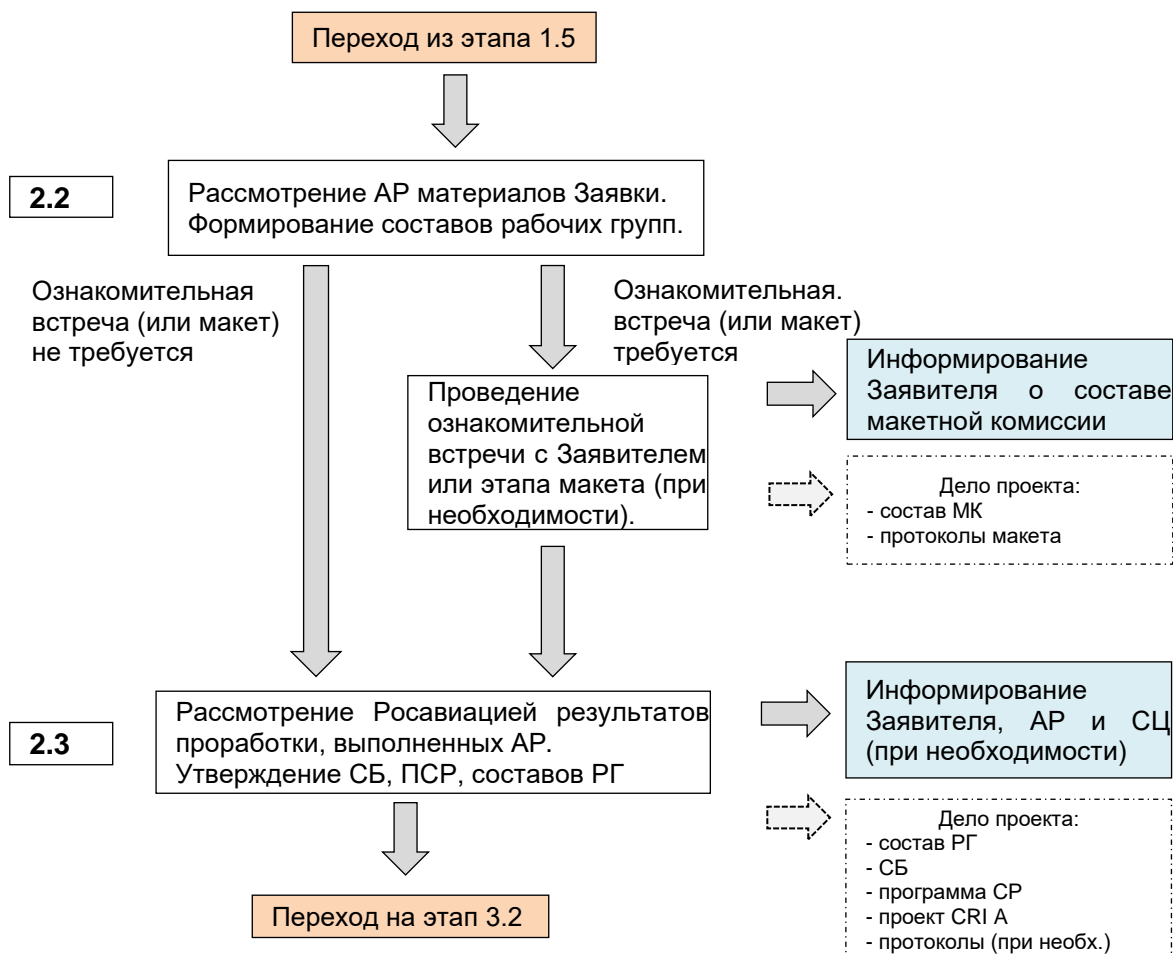 Переход из этапа 1.5
2.2
Рассмотрение АР материалов Заявки.
Формирование составов рабочих групп.
Ознакомительная
встреча (или макет)
не требуется
Ознакомительная.
встреча (или макет)
требуется
Проведение
ознакомительной
встречи с Заявителем
или этапа макета (при
необходимости).
Информирование
Заявителя о составе
макетной комиссии
Дело проекта:
- состав МК
- протоколы макета
2.3
Рассмотрение Росавиацией результатов
проработки, выполненных АР.
Утверждение СБ, ПСР, составов РГ
Информирование
Заявителя, АР и СЦ
(при необходимости)
Дело проекта:
- состав РГ
- СБ
- программа СР
- проект CRI A
- протоколы (при необх.)
Переход на этап 3.2